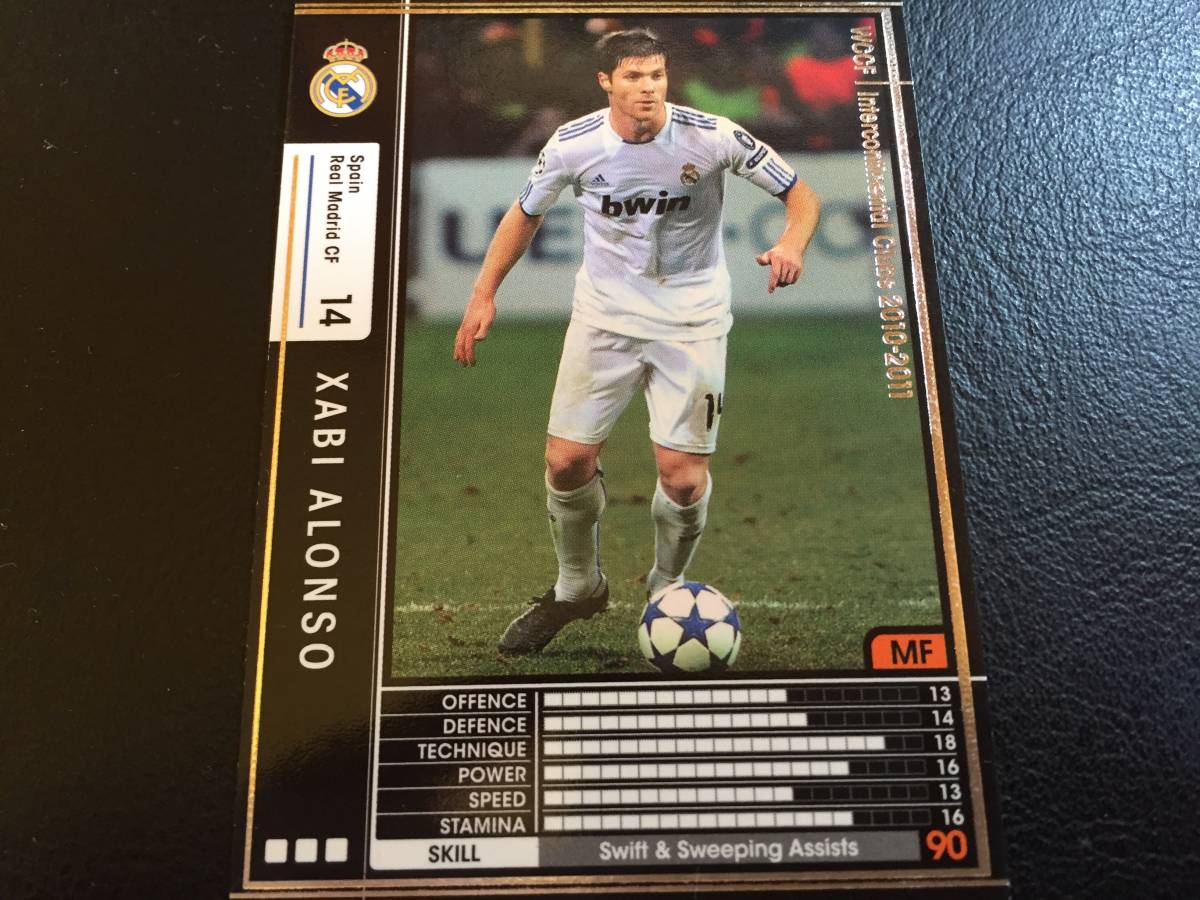 WCCF | Intercontinental Clubs 2010-2011
Spain
Real Madrid CF
14
XABI ALONSO
bwin
adidas
14
MF
OFFENCE 13
DEFENCE 14
TECHNIQUE 18
POWER 16
SPEED 13
STAMINA 16
SKILL Swift & Sweeping Assists 90